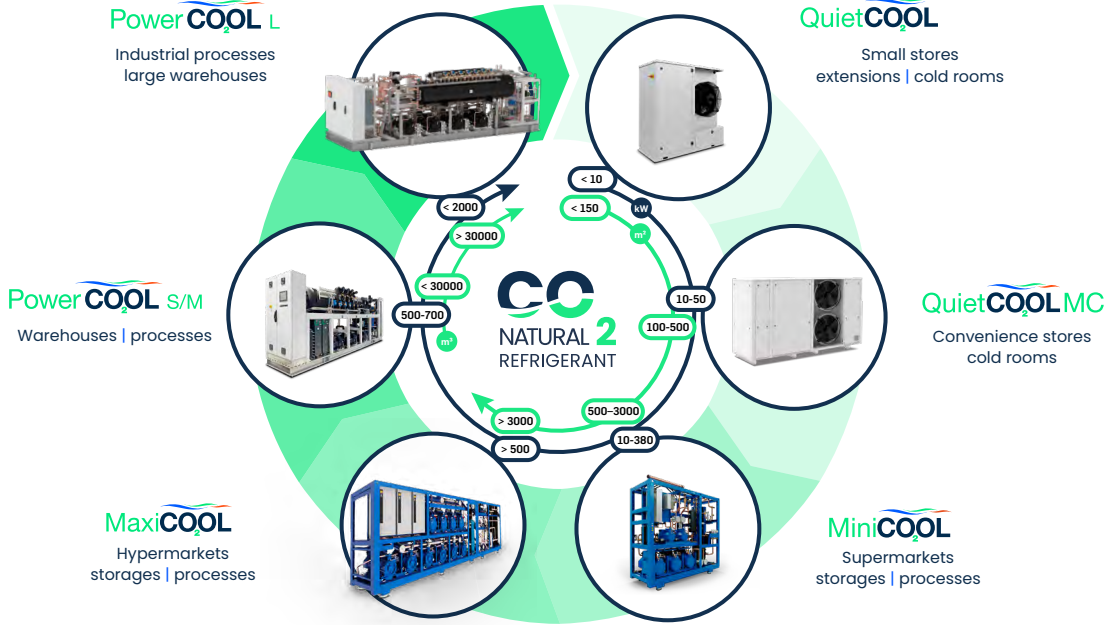 PowerCO₂OL L
Industrial processes
large warehouses
QuietCO₂OL
Small stores
extensions | cold rooms
< 2000
> 30000
< 10
< 150
kW
m³
PowerCO₂OL S/M
Warehouses | processes
< 30000
500-700
m³
CO2
NATURAL
REFRIGERANT
10-50
100-500
QuietCO₂OL MC
Convenience stores
cold rooms
> 3000
> 500
500–3000
10-380
MaxiCO₂OL
Hypermarkets
storages | processes
MiniCO₂OL
Supermarkets
storages | processes